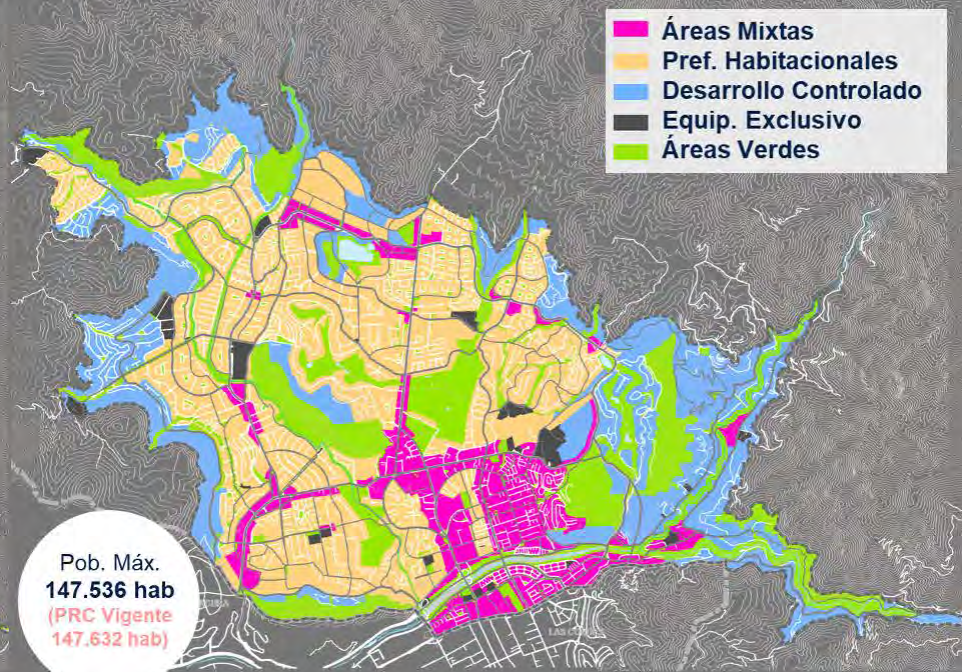 Áreas Mixtas
Pref. Habitacionales
Desarrollo Controlado
Equip. Exclusivo
Áreas Verdes
Pob. Máx.
147.536 hab
(PRC Vigente
147.632 hab)